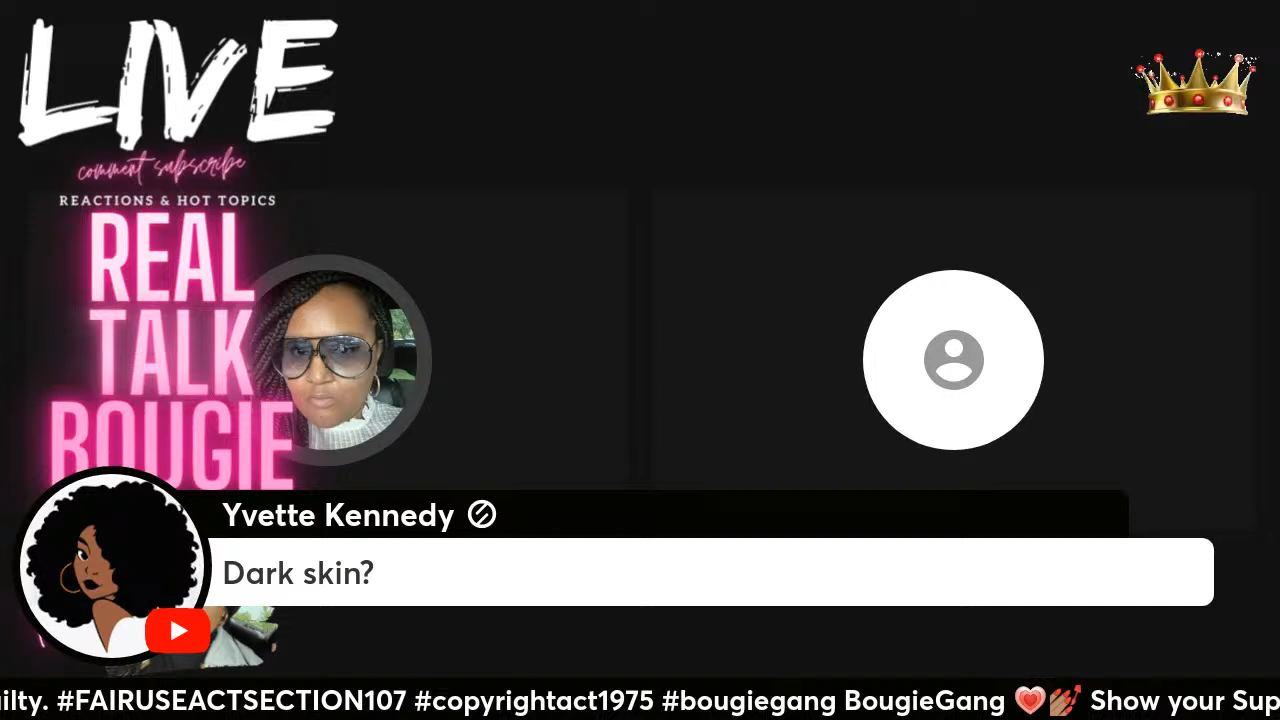 LIVE
comment subscribe
REACTIONS & HOT TOPICS
REAL
TALK
BOUGIE
Yvette Kennedy
Dark skin?
ilty. #FAIRUSEACTSECTION107 #copyrightact1975 #bougiegang BougieGang 💗💅🏽 Show your Sup